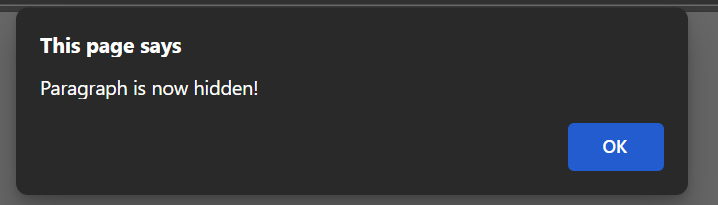 This page says
Paragraph is now hidden!
OK